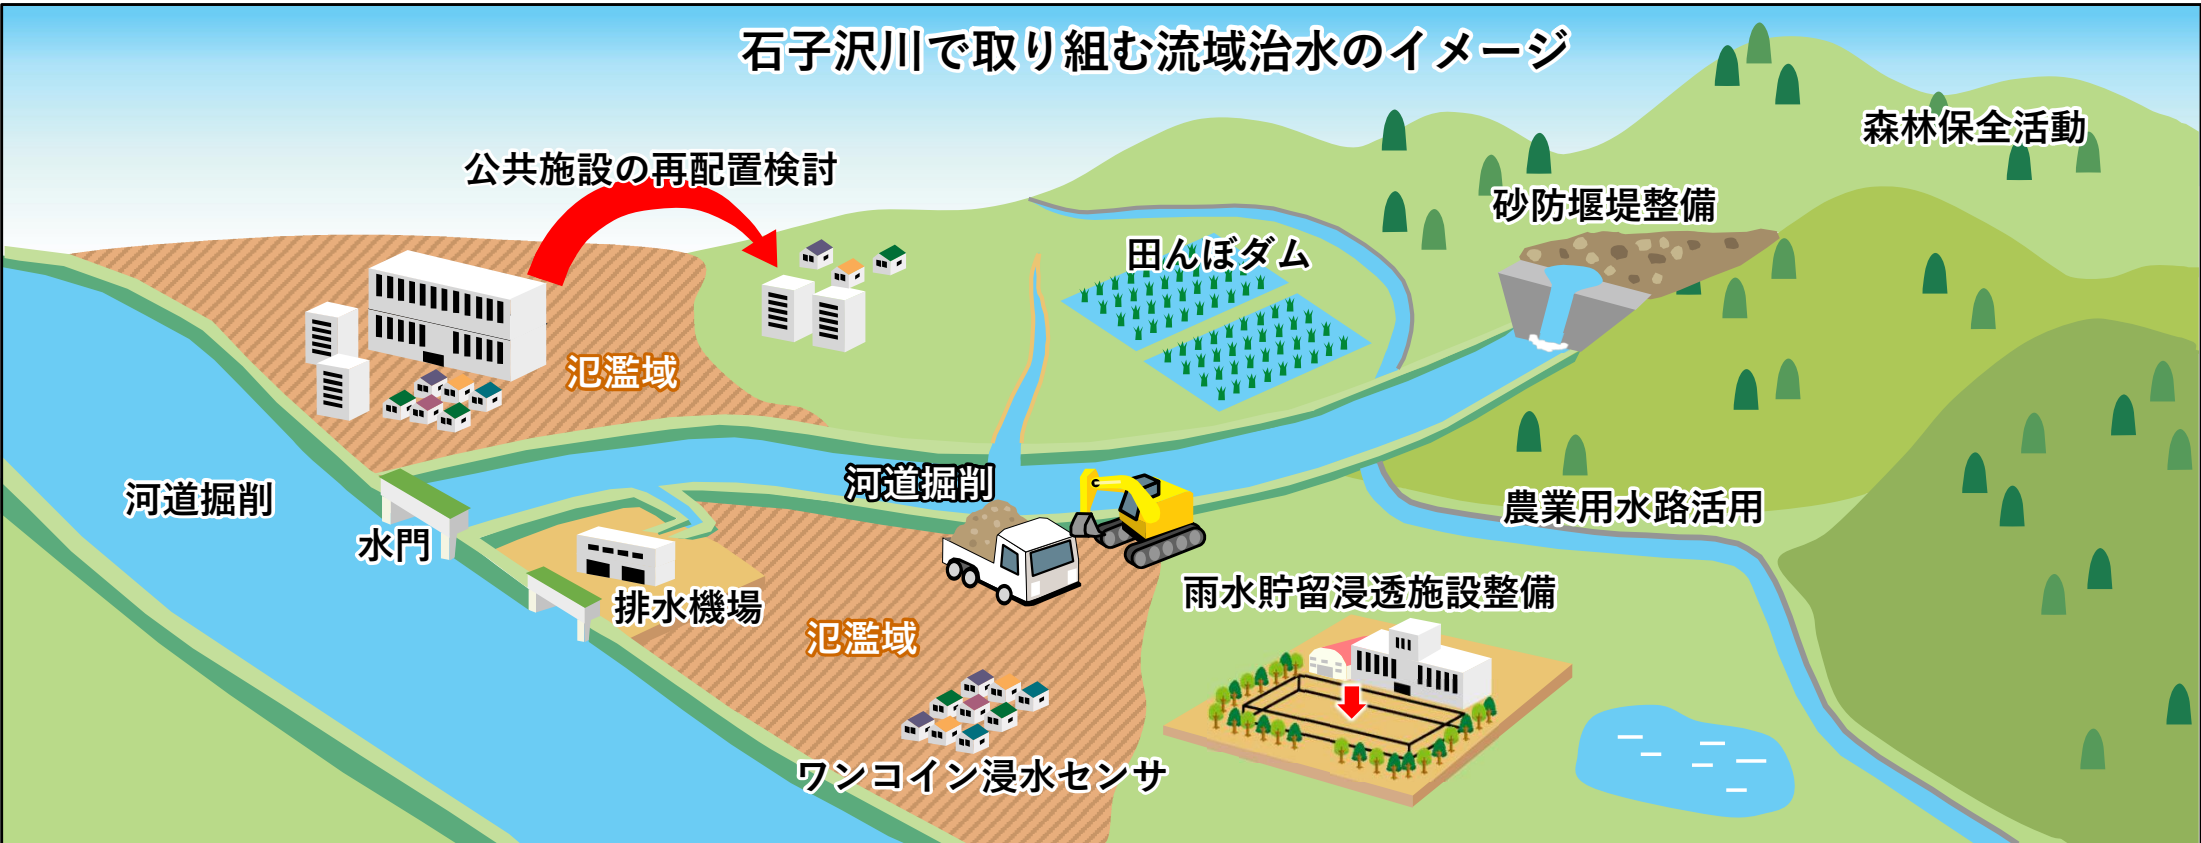 石子沢川で取り組む流域治水のイメージ
森林保全活動
公共施設の再配置検討
砂防堰堤整備
田んぼダム
氾濫域
河道掘削
河道掘削
農業用水路活用
水門
雨水貯留浸透施設整備
排水機場
氾濫域
ワンコイン浸水センサ